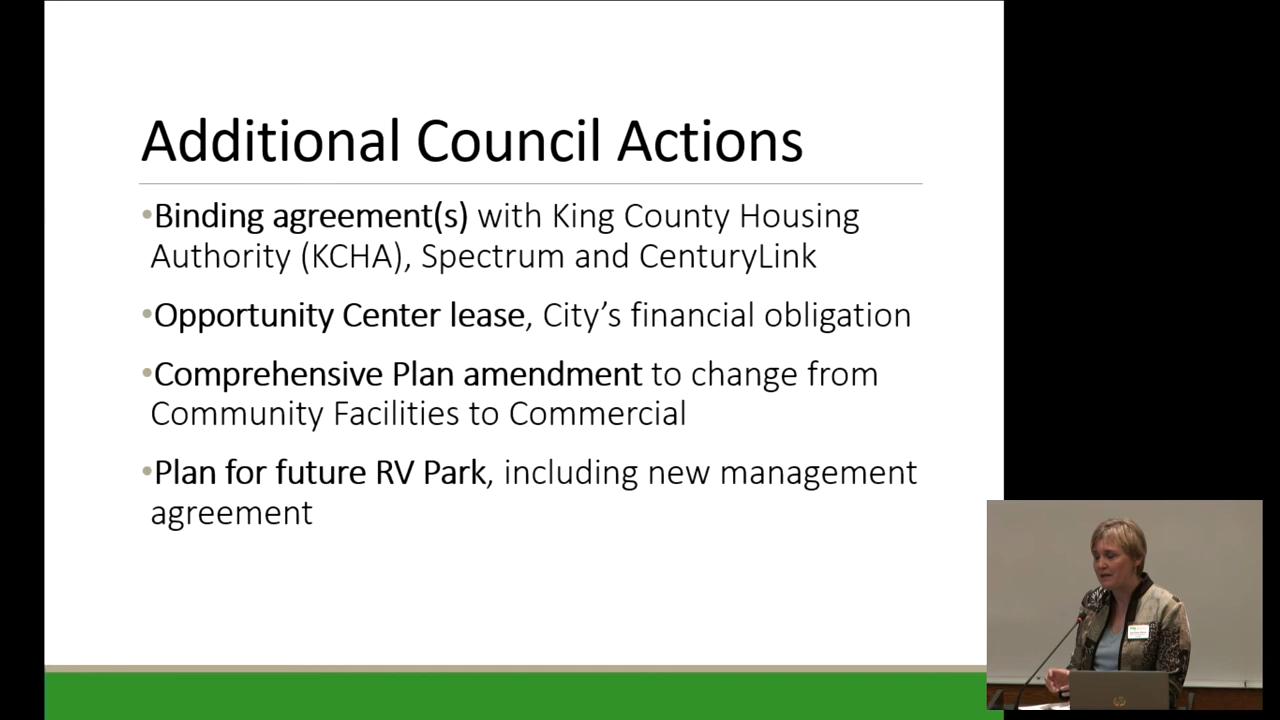 Additional Council Actions
•Binding agreement(s) with King County Housing
Authority (KCHA), Spectrum and CenturyLink
•Opportunity Center lease, City’s financial obligation
•Comprehensive Plan amendment to change from
Community Facilities to Commercial
•Plan for future RV Park, including new management
agreement